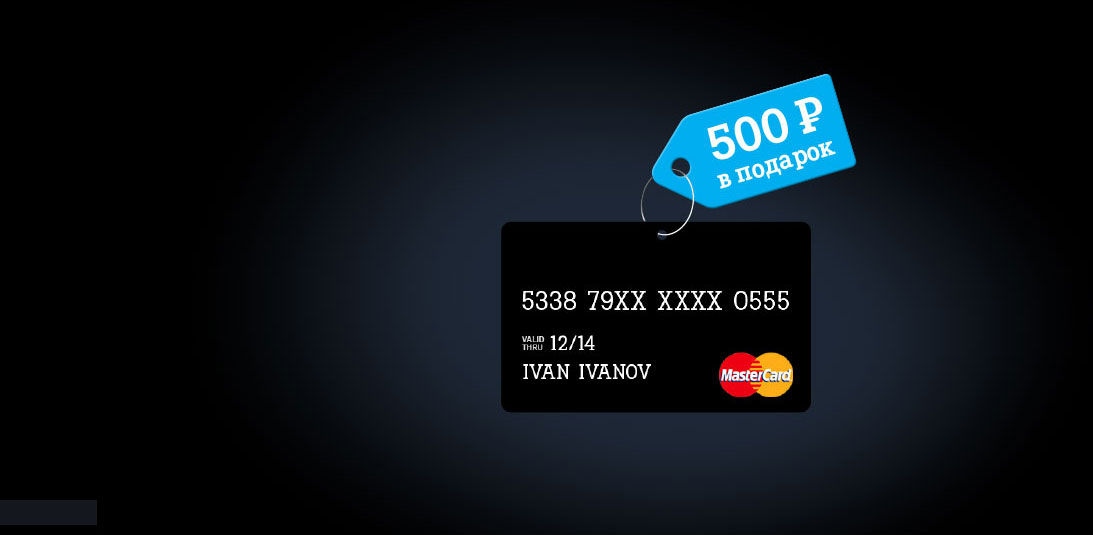 500 ₽
в подарок
5338 79XX XXXX 0555
VALID
THRU 12/14
IVAN IVANOV
MasterCard